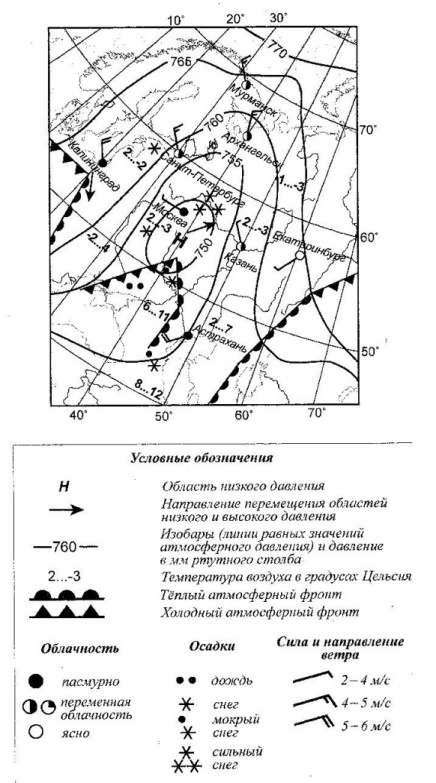 10° 20° 30°
765
770
Мурманск
760
70°
Калининград
2...-2
Санкт-Петербург
Архангельск
755
1...-3
Москва
2...-3
Н
750
2...-3
Екатеринбург
Казань
60°
-2...4
6...11
2...7
Астрахань
8...12
50°
40° 50° 60° 70°
Условные обозначения
Н Область низкого давления
Направление перемещения областей
низкого и высокого давления
—760— Изобары (линии равных значений
атмосферного давления) и давление
в мм ртутного столба
2...-3 Температура воздуха в градусах Цельсия
Тёплый атмосферный фронт
Холодный атмосферный фронт
Облачность Осадки Сила и направление
ветра
пасмурно дождь 2–4 м/с
переменная
облачность снег 4–5 м/с
ясно мокрый
снег 5–6 м/с
сильный
снег